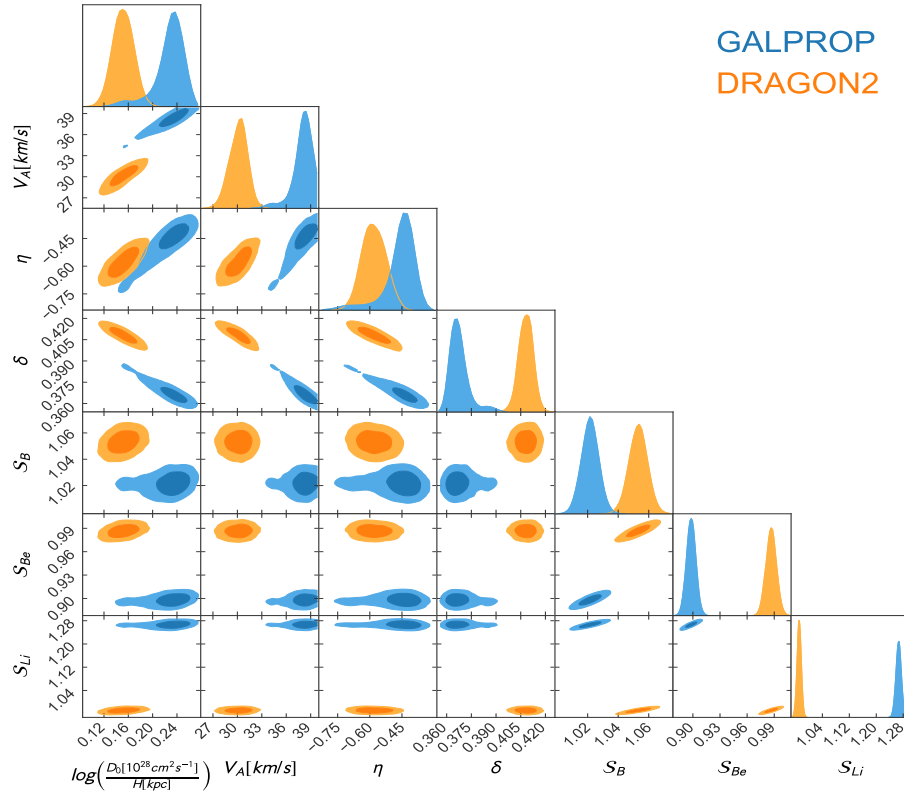 GALPROP
DRAGON2
39
36
33
30
27
V_A[km/s]
−0.45
−0.60
−0.75
η
0.420
0.405
0.390
0.375
0.360
δ
1.06
1.04
1.02
S_B
0.99
0.96
0.93
0.90
S_Be
1.28
1.20
1.12
1.04
S_Li
0.12 0.16 0.20 0.24 27 30 33 36 39 −0.75 −0.60 −0.45 0.360 0.375 0.390 0.405 0.420 1.02 1.04 1.06 0.90 0.93 0.96 0.99 1.04 1.12 1.20 1.28
log(D_0[10^28 cm^2 s^−1]/H[kpc]) V_A[km/s] η δ S_B S_Be S_Li